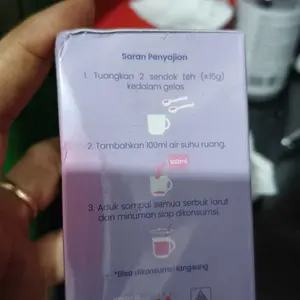 Saran Penyajian
1. Tuangkan 2 sendok teh (±15g)
kedalam gelas
2. Tambahkan 100ml air suhu ruang.
3. Aduk sampai semua serbuk larut
dan minuman siap dikonsumsi.
*Bisa dikonsumsi langsung